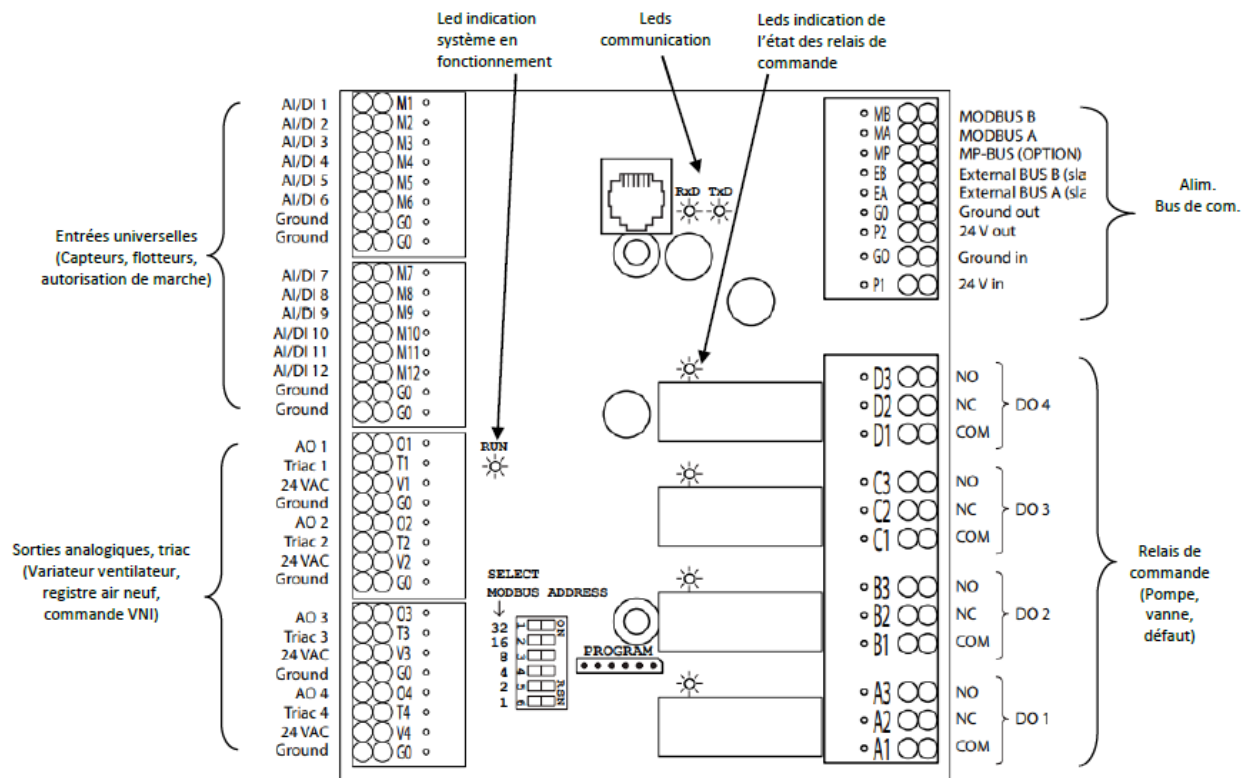 Led indication
système en
fonctionnement
Leds
communication
Leds indication de
l'état des relais de
commande
Entrées universelles
(Capteurs, flotteurs,
autorisation de marche)
AI/DI 1 M1
AI/DI 2 M2
AI/DI 3 M3
AI/DI 4 M4
AI/DI 5 M5
AI/DI 6 M6
Ground G0
Ground G0
AI/DI 7 M7
AI/DI 8 M8
AI/DI 9 M9
AI/DI 10 M10
AI/DI 11 M11
AI/DI 12 M12
Ground G0
Ground G0
Sorties analogiques, triac
(Variateur ventilateur,
registre air neuf,
commande VNI)
AO 1 O1
Triac 1 T1
24 VAC V1
Ground G0
AO 2 O2
Triac 2 T2
24 VAC V2
Ground G0
AO 3 O3
Triac 3 T3
24 VAC V3
Ground G0
AO 4 O4
Triac 4 T4
24 VAC V4
Ground G0
RxD TxD
RUN
SELECT
MODBUS ADDRESS
32 1 ON
16 2
8 3
4 4
2 5
1 6
RSN
PROGRAM
MB MODBUS B
MA MODBUS A
MP MP-BUS (OPTION)
EB External BUS B (sla
EA External BUS A (sla
G0 Ground out
P2 24 V out
G0 Ground in
P1 24 V in
Alim.
Bus de com.
D3 NO
D2 NC DO 4
D1 COM
C3 NO
C2 NC DO 3
C1 COM
B3 NO
B2 NC DO 2
B1 COM
A3 NO
A2 NC DO 1
A1 COM
Relais de
commande
(Pompe,
vanne,
défaut)